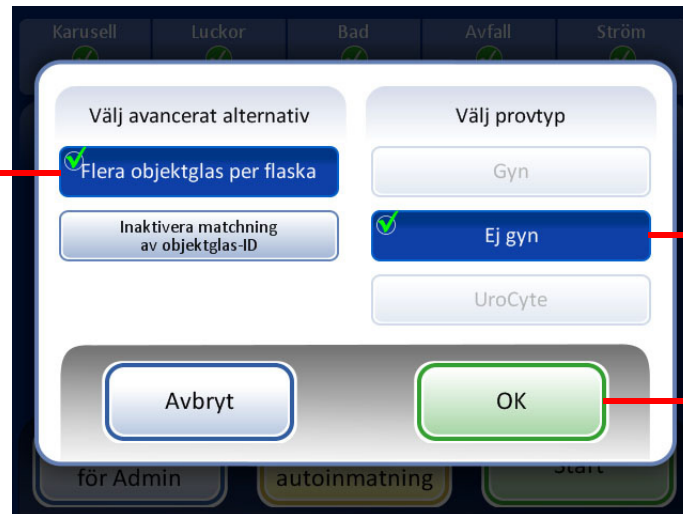 Karusell
Luckor
Bad
Avfall
Ström
Välj avancerat alternativ
Välj provtyp
Flera objektglas per flaska
Gyn
Inaktivera matchning
av objektglas-ID
Ej gyn
UroCyte
Avbryt
OK
för Admin
autoinmatning
Start